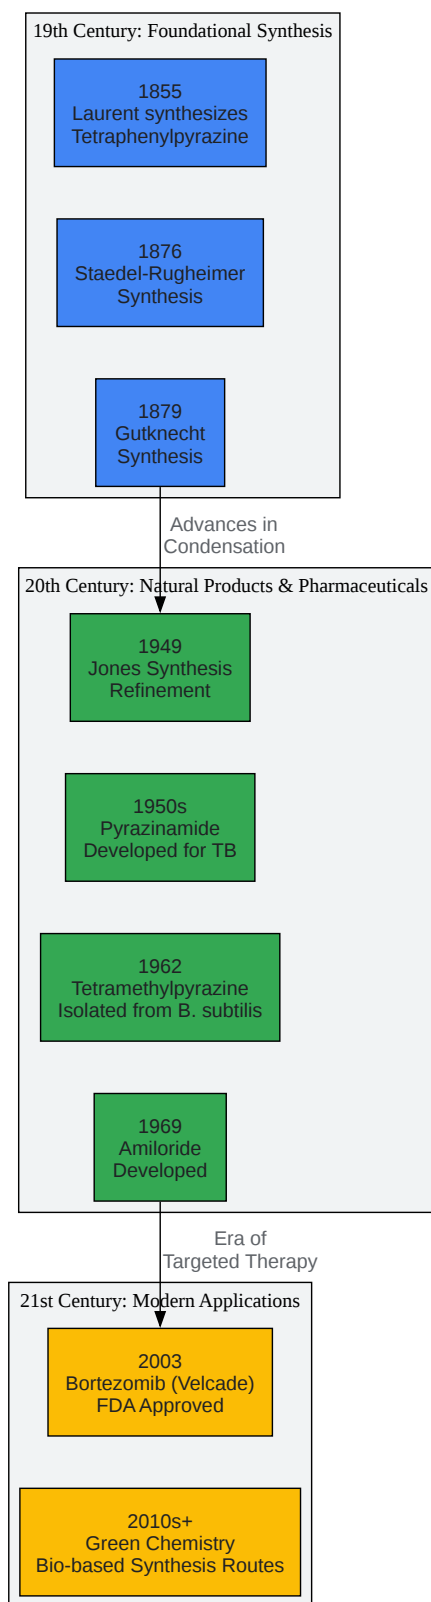 19th Century: Foundational Synthesis
1855
Laurent synthesizes
Tetraphenylpyrazine
1876
Staedel-Rugheimer
Synthesis
1879
Gutknecht
Synthesis
Advances in
Condensation
20th Century: Natural Products & Pharmaceuticals
1949
Jones Synthesis
Refinement
1950s
Pyrazinamide
Developed for TB
1962
Tetramethylpyrazine
Isolated from B. subtilis
1969
Amiloride
Developed
Era of
Targeted Therapy
21st Century: Modern Applications
2003
Bortezomib (Velcade)
FDA Approved
2010s+
Green Chemistry
Bio-based Synthesis Routes